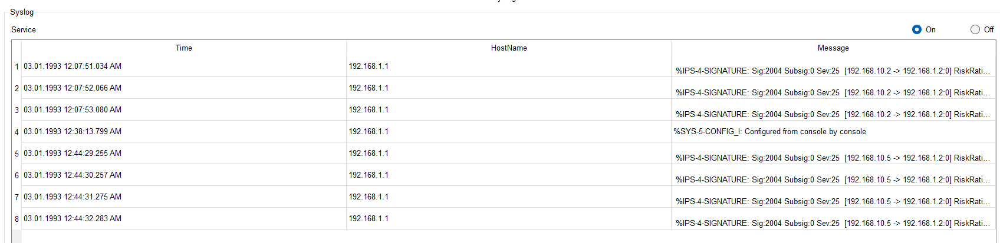 Syslog
Service On Off
Time HostName Message
1 03.01.1993 12:07:51.034 AM 192.168.1.1 %IPS-4-SIGNATURE: Sig:2004 Subsig:0 Sev:25 [192.168.10.2 -> 192.168.1.2:0] RiskRati...
2 03.01.1993 12:07:52.066 AM 192.168.1.1 %IPS-4-SIGNATURE: Sig:2004 Subsig:0 Sev:25 [192.168.10.2 -> 192.168.1.2:0] RiskRati...
3 03.01.1993 12:07:53.080 AM 192.168.1.1 %IPS-4-SIGNATURE: Sig:2004 Subsig:0 Sev:25 [192.168.10.2 -> 192.168.1.2:0] RiskRati...
4 03.01.1993 12:38:13.799 AM 192.168.1.1 %SYS-5-CONFIG_I: Configured from console by console
5 03.01.1993 12:44:29.255 AM 192.168.1.1 %IPS-4-SIGNATURE: Sig:2004 Subsig:0 Sev:25 [192.168.10.5 -> 192.168.1.2:0] RiskRati...
6 03.01.1993 12:44:30.257 AM 192.168.1.1 %IPS-4-SIGNATURE: Sig:2004 Subsig:0 Sev:25 [192.168.10.5 -> 192.168.1.2:0] RiskRati...
7 03.01.1993 12:44:31.275 AM 192.168.1.1 %IPS-4-SIGNATURE: Sig:2004 Subsig:0 Sev:25 [192.168.10.5 -> 192.168.1.2:0] RiskRati...
8 03.01.1993 12:44:32.283 AM 192.168.1.1 %IPS-4-SIGNATURE: Sig:2004 Subsig:0 Sev:25 [192.168.10.5 -> 192.168.1.2:0] RiskRati...